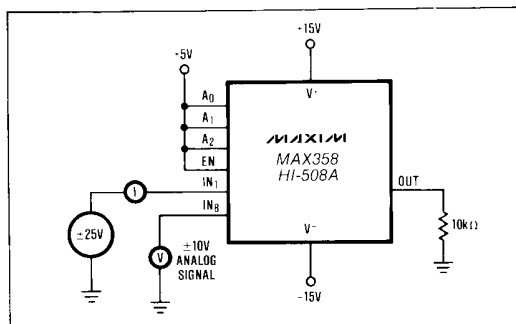 +15V
-5V
V+
A0
A1
A2
EN
IN1
IN8
MAXIM
MAX358
HI-508A
OUT
10kΩ
V-
-15V
I
±25V
V
±10V
ANALOG
SIGNAL